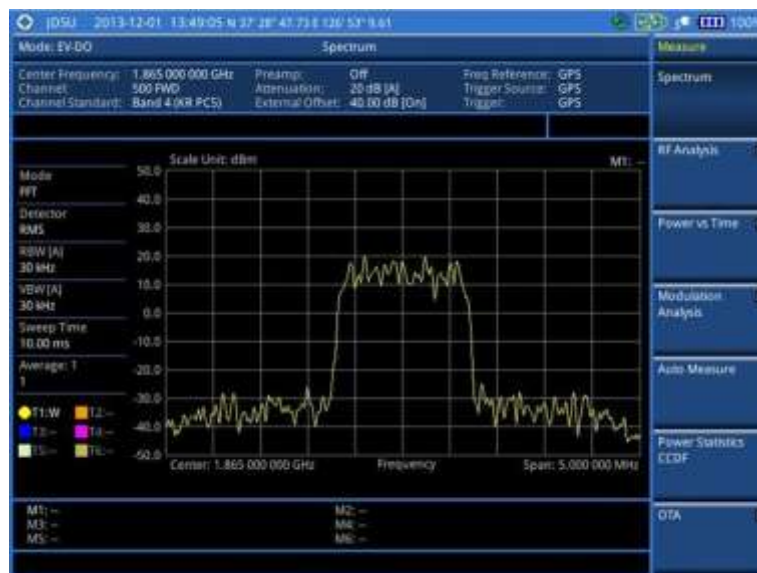 JDSU 2013-12-01 13:49:05 N 37° 28' 47.73 E 126° 53' 9.61
100%
Mode: EV-DO
Spectrum
Measure
Center Frequency: 1.865 000 000 GHz
Preamp: Off
Freq Reference: GPS
Channel: 500 FWD
Attenuation: 20 dB [A]
Trigger Source: GPS
Channel Standard: Band 4 (KR PCS)
External Offset: 40.00 dB [On]
Trigger: GPS
Spectrum
RF Analysis
Power vs Time
Modulation
Analysis
Auto Measure
Power Statistics
CCDF
OTA
Scale Unit: dBm
M1: --
Mode
FFT
Detector
RMS
RBW [A]
30 kHz
VBW [A]
30 kHz
Sweep Time
10.00 ms
Average: 1
1
T1:W T2:--
T3:-- T4:--
T5:-- T6:--
50.0
40.0
30.0
20.0
10.0
0.0
-10.0
-20.0
-30.0
-40.0
-50.0
Center: 1.865 000 000 GHz
Frequency
Span: 5.000 000 MHz
M1: --
M2: --
M3: --
M4: --
M5: --
M6: --